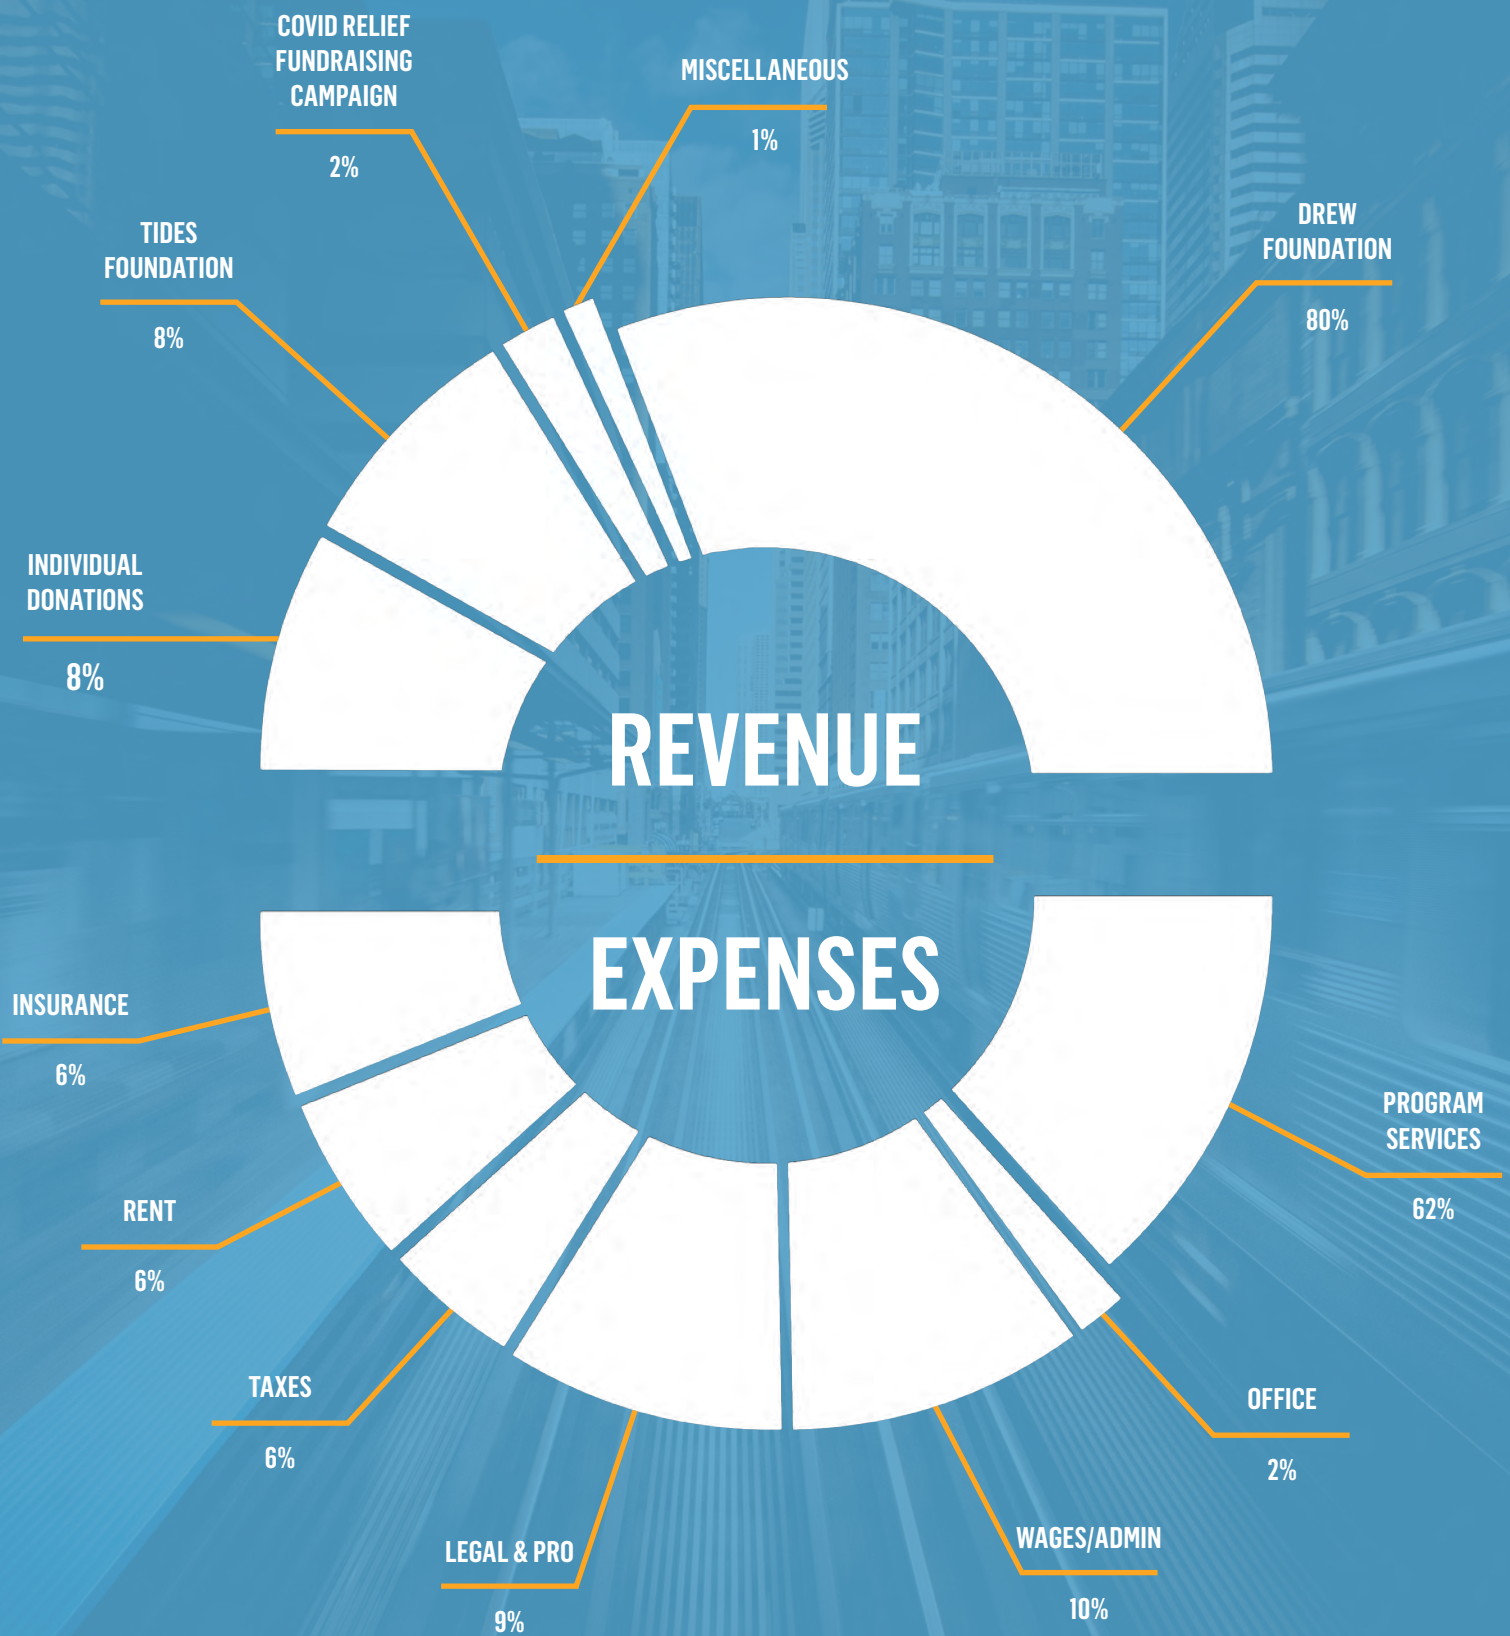 COVID RELIEF
FUNDRAISING
CAMPAIGN
2%
MISCELLANEOUS
1%
TIDES
FOUNDATION
8%
DREW
FOUNDATION
80%
INDIVIDUAL
DONATIONS
8%
REVENUE
EXPENSES
INSURANCE
6%
PROGRAM
SERVICES
62%
RENT
6%
TAXES
6%
OFFICE
2%
LEGAL & PRO
9%
WAGES/ADMIN
10%